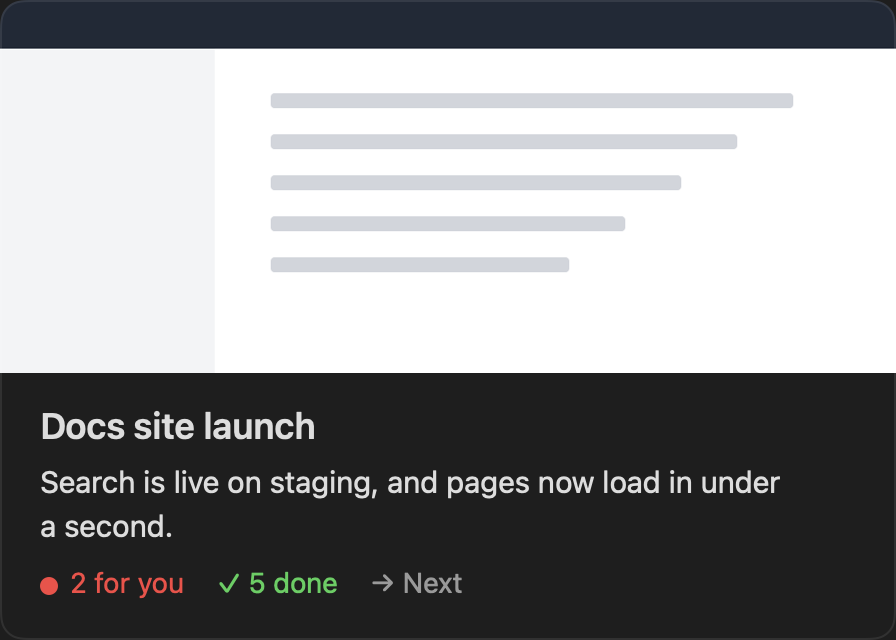 Docs site launch
Search is live on staging, and pages now load in under
a second.
2 for you ✓ 5 done → Next